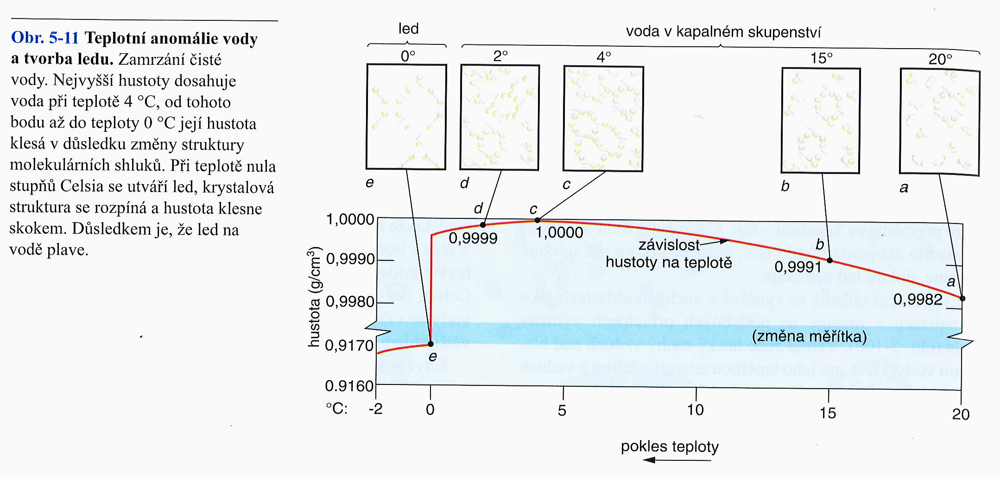 Obr. 5-11 Teplotní anomálie vody
a tvorba ledu. Zamrzání čisté
vody. Nejvyšší hustoty dosahuje
voda při teplotě 4 °C, od tohoto
bodu až do teploty 0 °C její hustota
klesá v důsledku změny struktury
molekulárních shluků. Při teplotě nula
stupňů Celsia se utváří led, krystalová
struktura se rozpíná a hustota klesne
skokem. Důsledkem je, že led na
vodě plave.
led
voda v kapalném skupenství
0° 2° 4° 15° 20°
e d c b a
d c
1,0000
0,9999
1,0000
závislost
hustoty na teplotě
b
0,9991
a
0,9982
hustota (g/cm³)
0,9990
0,9980
(změna měřítka)
0,9170
e
0.9160
°C: -2 0 5 10 15 20
pokles teploty